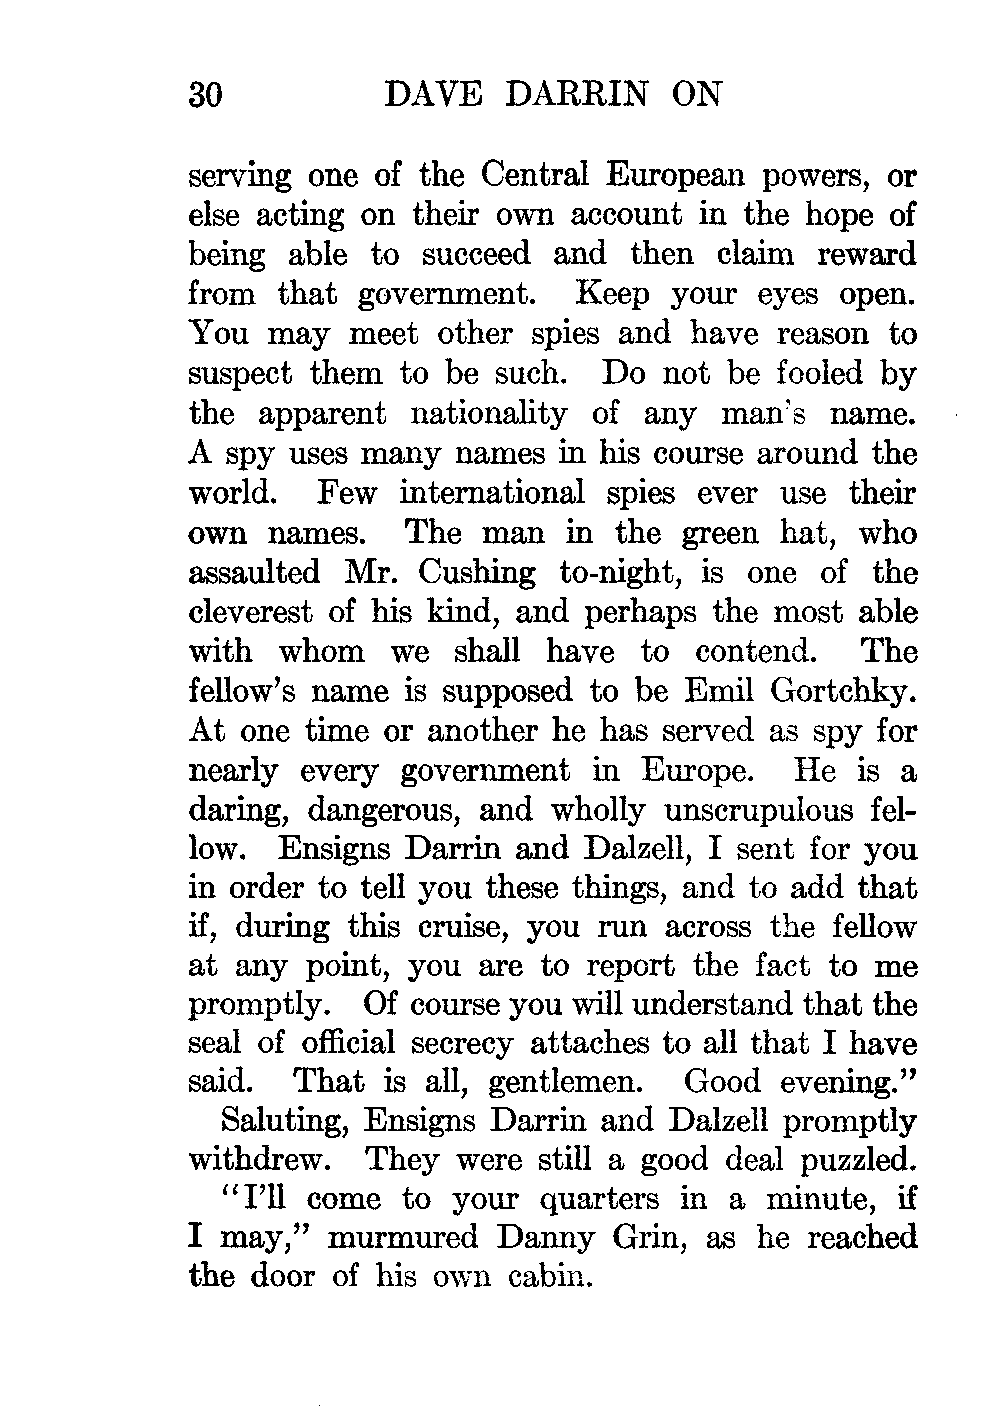 30 DAVE DARRIN ON
serving one of the Central European powers, or
else acting on their own account in the hope of
being able to succeed and then claim reward
from that government. Keep your eyes open.
You may meet other spies and have reason to
suspect them to be such. Do not be fooled by
the apparent nationality of any man's name.
A spy uses many names in his course around the
world. Few international spies ever use their
own names. The man in the green hat, who
assaulted Mr. Cushing to-night, is one of the
cleverest of his kind, and perhaps the most able
with whom we shall have to contend. The
fellow's name is supposed to be Emil Gortchky.
At one time or another he has served as spy for
nearly every government in Europe. He is a
daring, dangerous, and wholly unscrupulous fel-
low. Ensigns Darrin and Dalzell, I sent for you
in order to tell you these things, and to add that
if, during this cruise, you run across the fellow
at any point, you are to report the fact to me
promptly. Of course you will understand that the
seal of official secrecy attaches to all that I have
said. That is all, gentlemen. Good evening."
Saluting, Ensigns Darrin and Dalzell promptly
withdrew. They were still a good deal puzzled.
"I'll come to your quarters in a minute, if
I may," murmured Danny Grin, as he reached
the door of his own cabin.